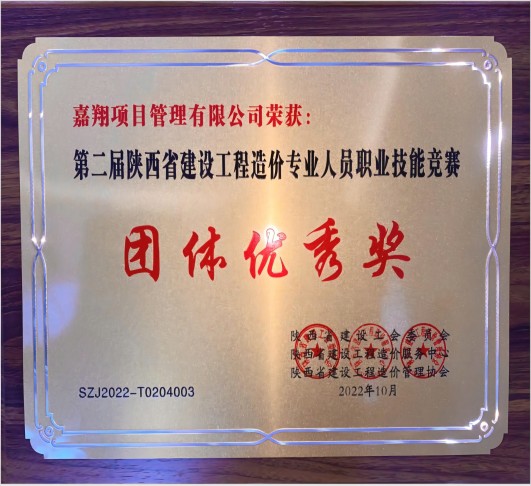 嘉翔项目管理有限公司荣获：
第二届陕西省建设工程造价专业人员职业技能竞赛
团体优秀奖
陕西省建设工会委员会
陕西省建设工程造价服务中心
陕西省建设工程造价管理协会
SZJ2022-T0204003
2022年10月